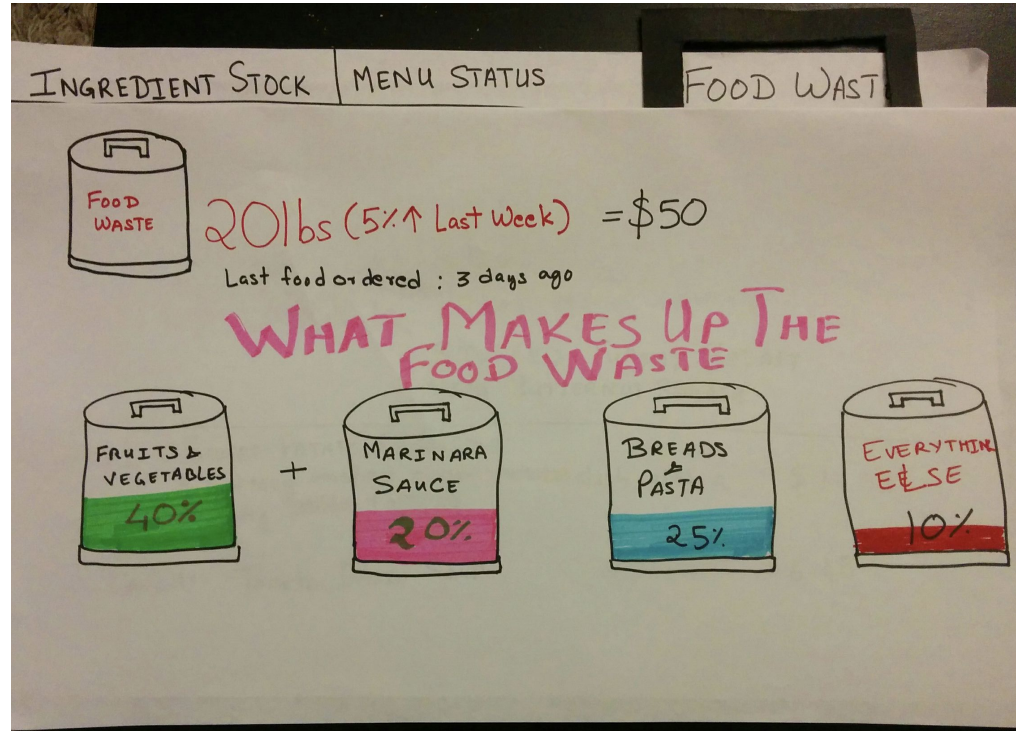 INGREDIENT STOCK MENU STATUS FOOD WAST
FOOD
WASTE
20lbs (5%↑ Last Week) = $50
Last food ordered : 3 days ago
WHAT MAKES UP THE
FOOD WASTE
FRUITS &
VEGETABLES
40%
+
MARINARA
SAUCE
20%
BREADS
&
PASTA
25%
EVERYTHING
ELSE
10%